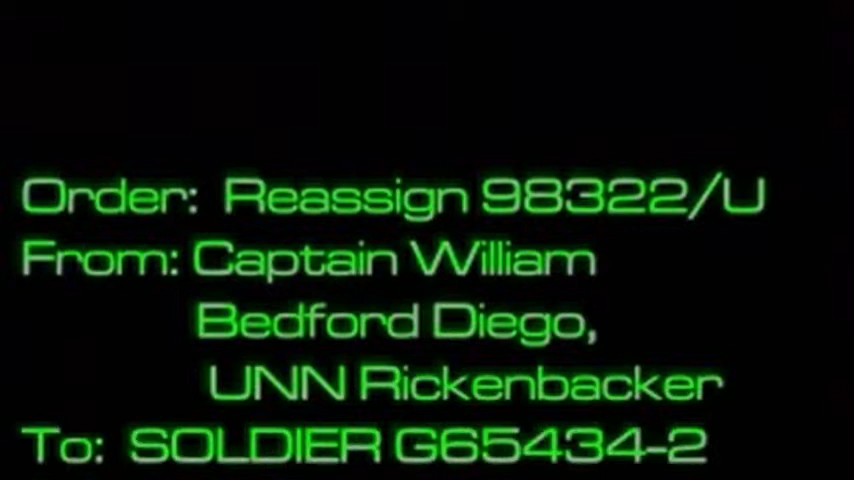 Order: Reassign 98322/U
From: Captain William
Bedford Diego,
UNN Rickenbacker
To: SOLDIER G65434-2